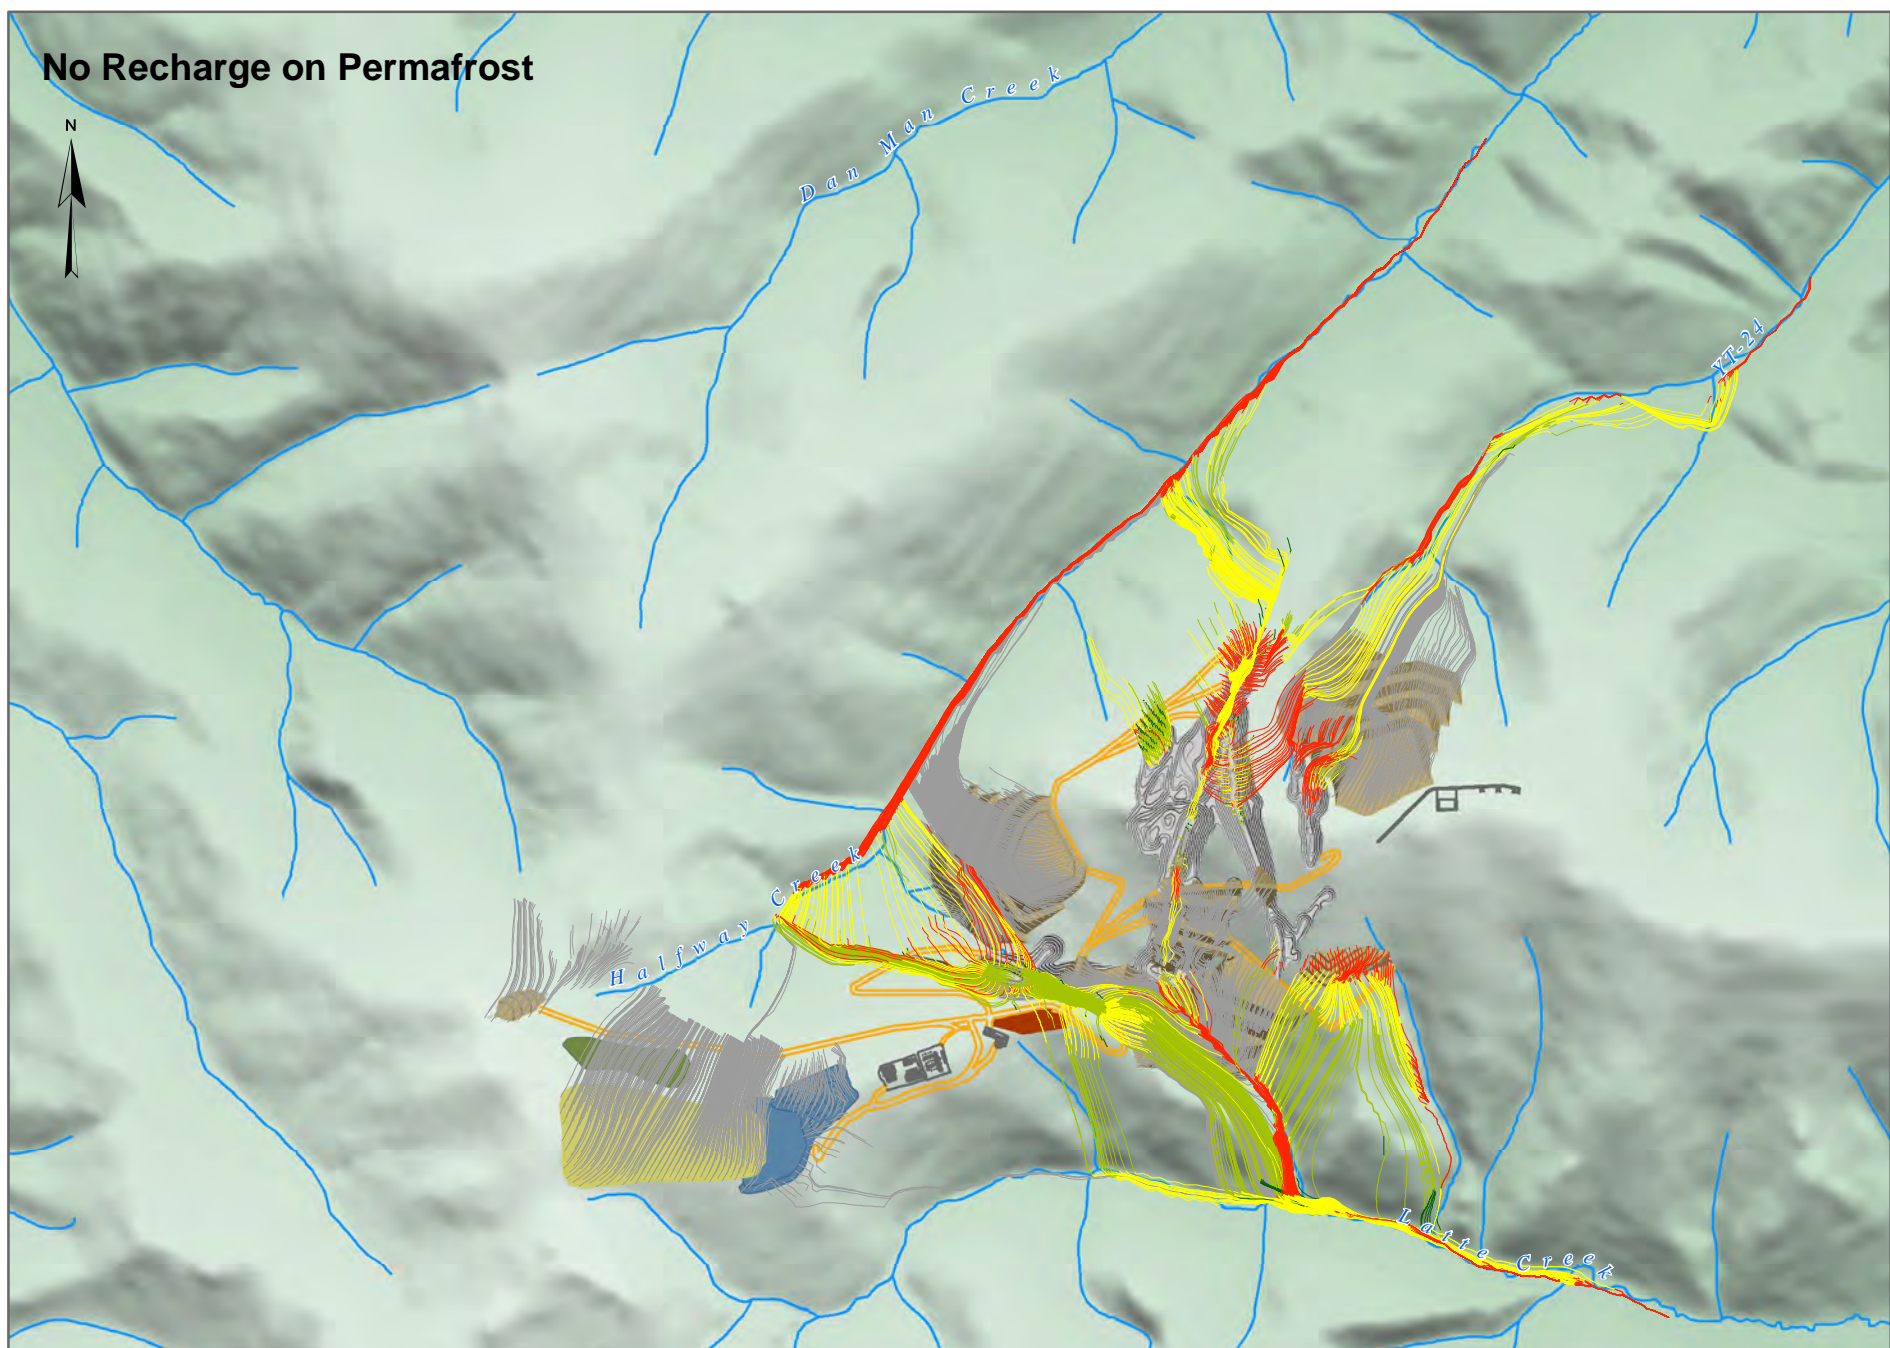 No Recharge on Permafrost
N
Dan Man Creek
YT-24
Halfway Creek
Latte Creek